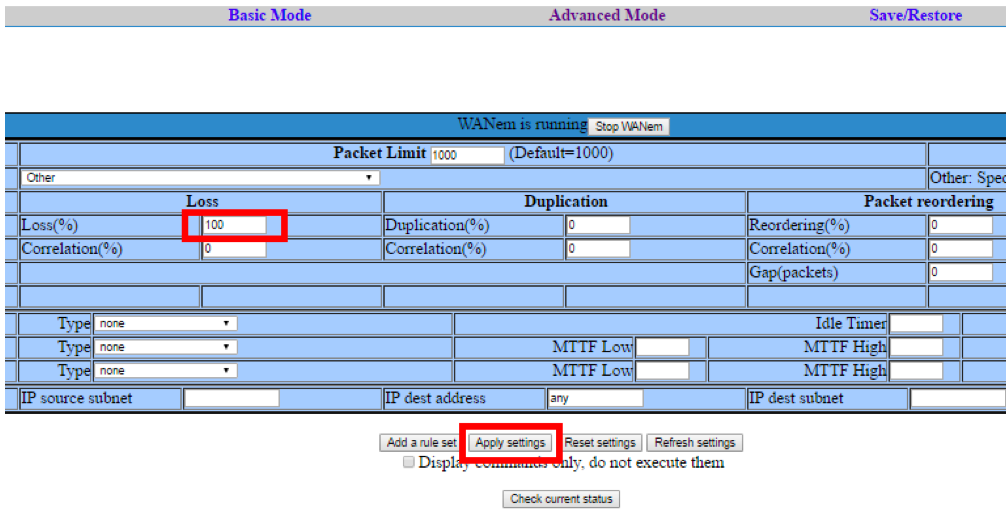 Basic Mode Advanced Mode Save/Restore
WANem is running Stop WANem
Packet Limit 1000 (Default=1000)
Other Other: Spec
Loss Duplication Packet reordering
Loss(%) 100 Duplication(%) 0 Reordering(%) 0
Correlation(%) 0 Correlation(%) 0 Correlation(%) 0
Gap(packets) 0
Type none Idle Timer
Type none MTTF Low MTTF High
Type none MTTF Low MTTF High
IP source subnet IP dest address any IP dest subnet
Add a rule set Apply settings Reset settings Refresh settings
Display commands only, do not execute them
Check current status